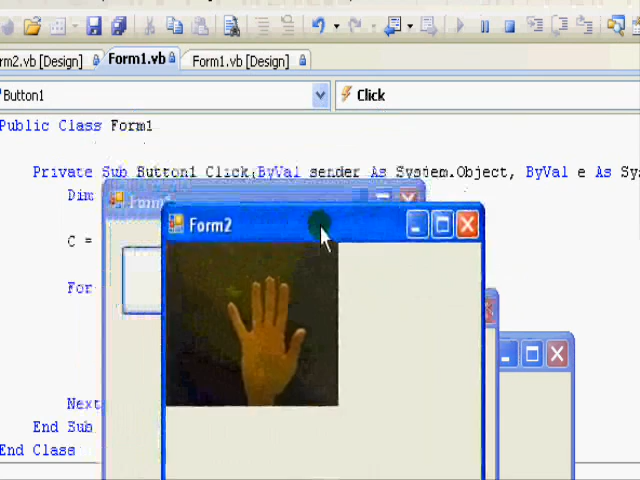 rm2.vb [Design] Form1.vb Form1.vb [Design]
Button1 Click
Public Class Form1
Private Sub Button1_Click(ByVal sender As System.Object, ByVal e As Sys
Dim
Form2
C =
For
Next
End Sub
End Class